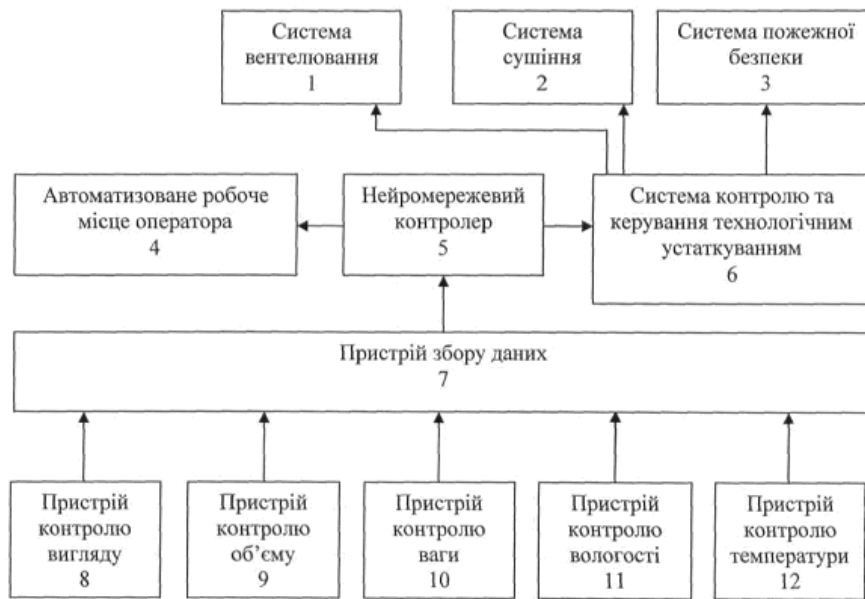 Система
вентелювання
1
Система
сушіння
2
Система пожежної
безпеки
3
Автоматизоване робоче
місце оператора
4
Нейромережевий
контролер
5
Система контролю та
керування технологічним
устаткуванням
6
Пристрій збору даних
7
Пристрій
контролю
вигляду
8
Пристрій
контролю
об’єму
9
Пристрій
контролю
ваги
10
Пристрій
контролю
вологості
11
Пристрій
контролю
температури
12